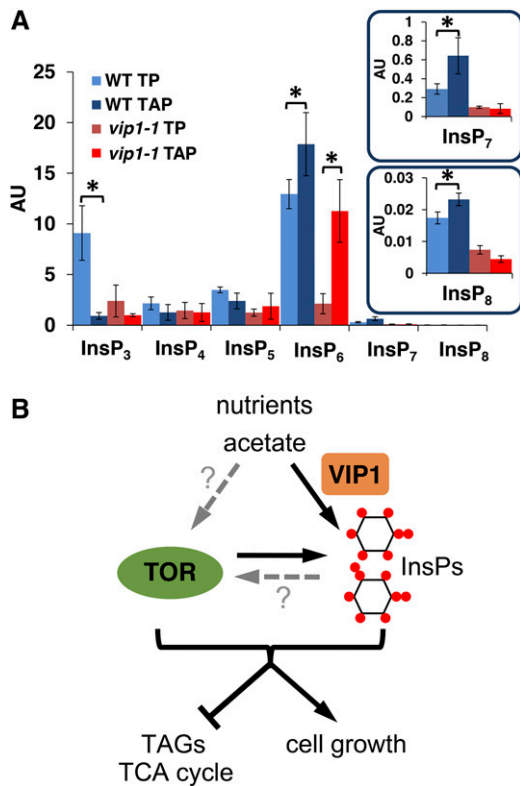 A
25
20
15
10
5
0
AU
WT TP
WT TAP
vip1-1 TP
vip1-1 TAP
*
*
*
InsP3
InsP4
InsP5
InsP6
InsP7
InsP8
1
0.8
0.6
0.4
0.2
0
AU
*
InsP7
0.03
0.02
0.01
0
AU
*
InsP8
B
nutrients
acetate
?
VIP1
TOR
InsPs
?
TAGs
TCA cycle
cell growth